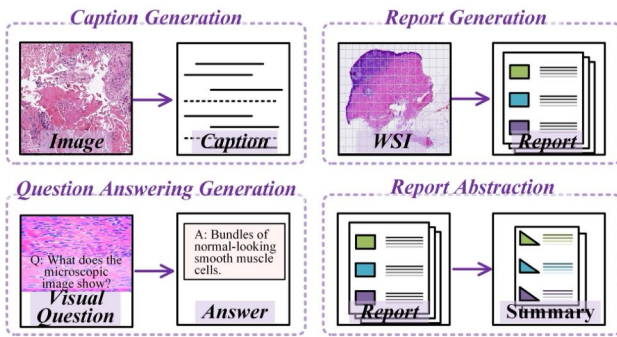 Caption Generation
Image
Caption
Report Generation
WSI
Report
Question Answering Generation
Q: What does the
microscopic
image show?
Visual
Question
A: Bundles of
normal-looking
smooth muscle
cells.
Answer
Report Abstraction
Report
Summary